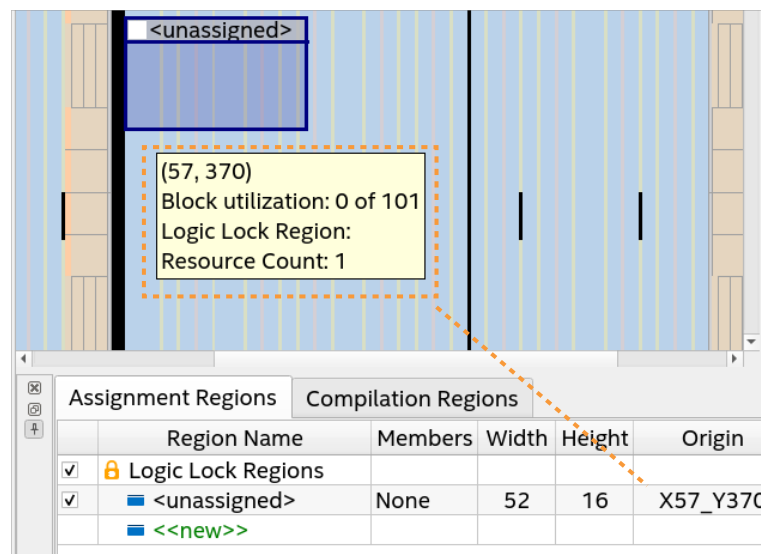 <unassigned>
(57, 370)
Block utilization: 0 of 101
Logic Lock Region:
Resource Count: 1
Assignment Regions Compilation Regions
Region Name Members Width Height Origin
Logic Lock Regions
<unassigned> None 52 16 X57_Y370
<<new>>